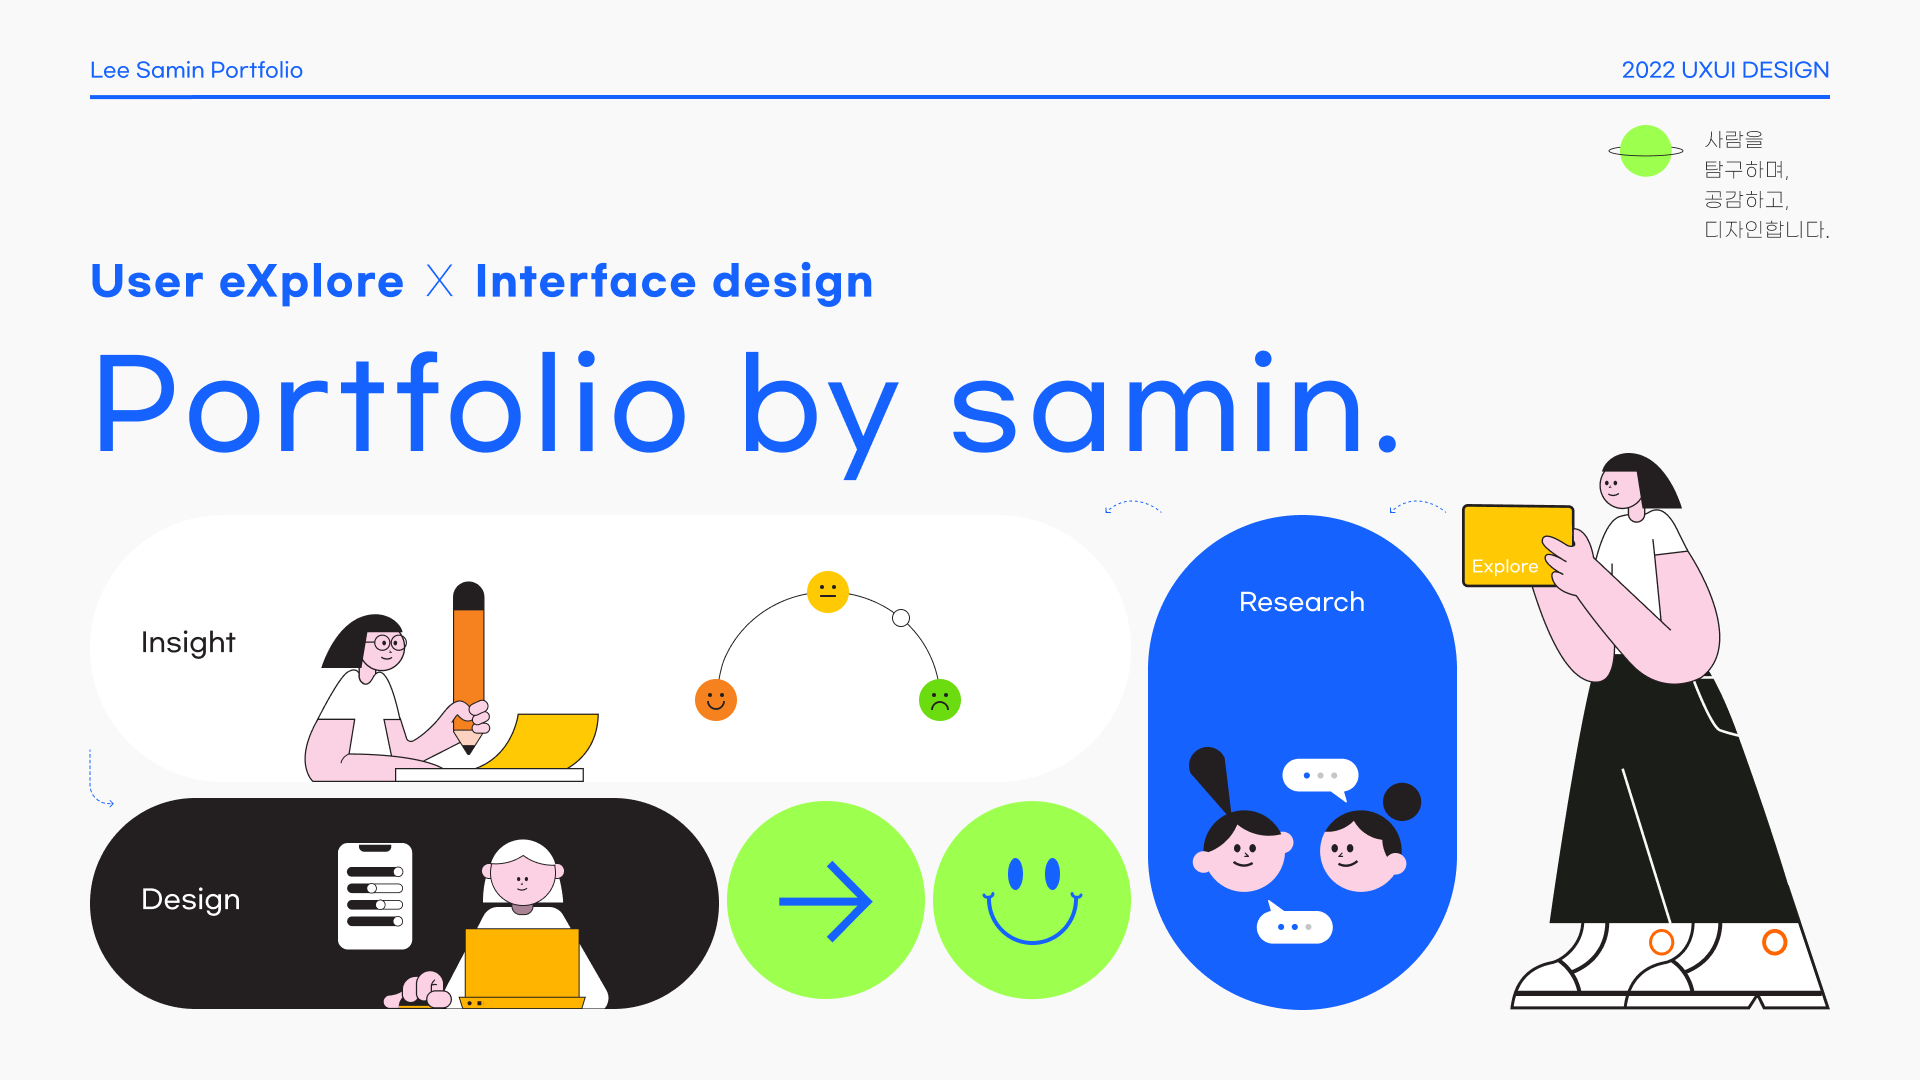 Lee Samin Portfolio
2022 UXUI DESIGN
사람을
탐구하며,
공감하고,
디자인합니다.
User eXplore X Interface design
Portfolio by samin.
Explore
Research
Insight
Design